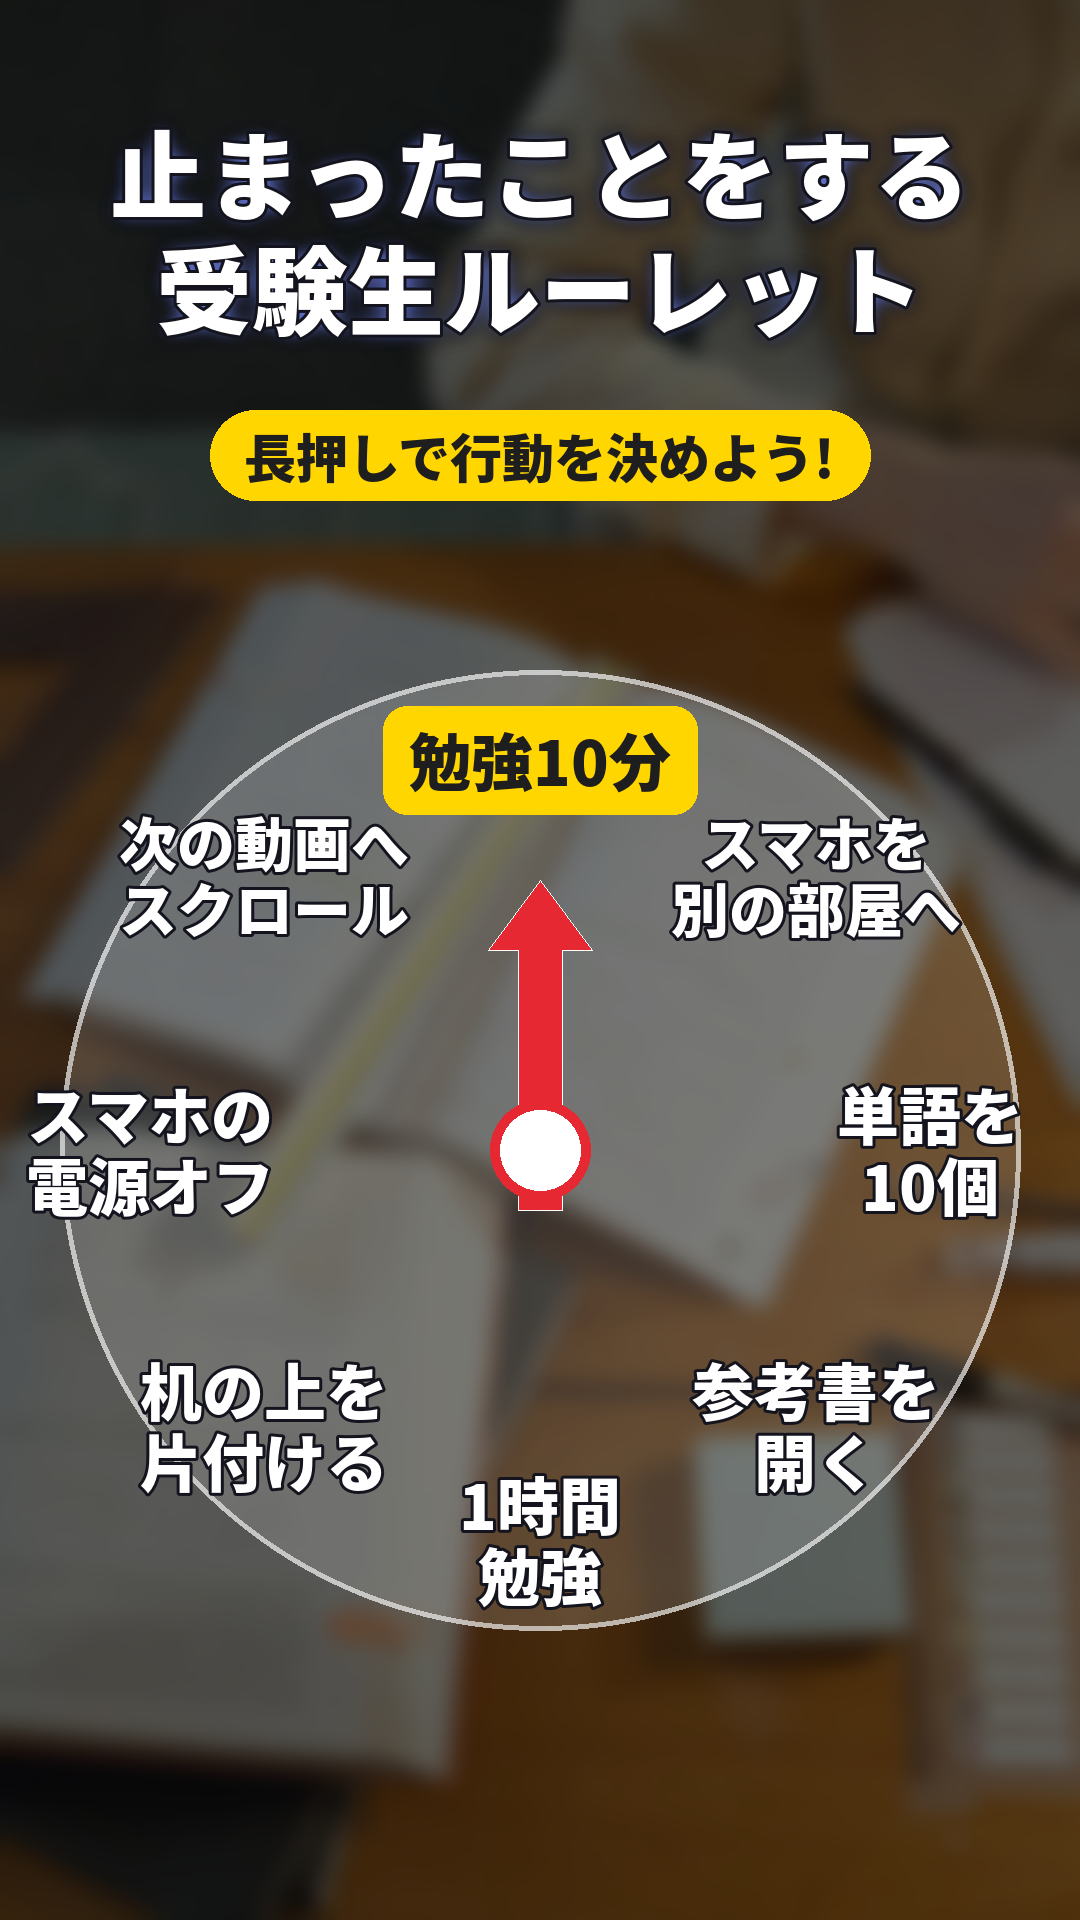 止まったことをする
受験生ルーレット
長押しで行動を決めよう!
勉強10分
スマホを
別の部屋へ
単語を
10個
参考書を
開く
1時間
勉強
机の上を
片付ける
スマホの
電源オフ
次の動画へ
スクロール